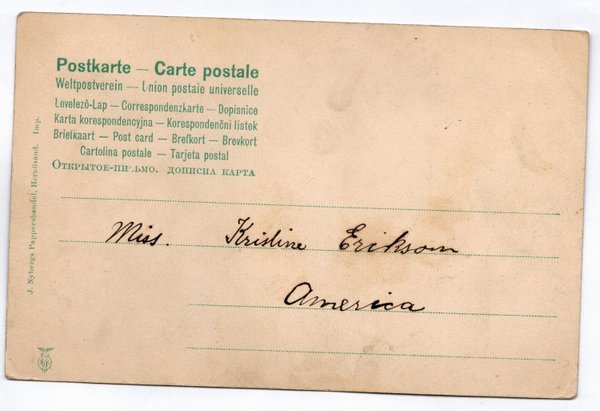 Postkarte — Carte postale
Weltpostverein — Union postale universelle
Levelező-Lap — Correspondenzkarte — Dopisnice
Karta korespondencyjna — Korespondenční lístek
Briefkaart — Post card — Brefkort — Brevkort
Cartolina postale — Tarjeta postal
Открытое-письмо. дописна карта
Miss. Kristine Erikson
America
J. Nybergs Pappershandel, Hernösand. Imp.